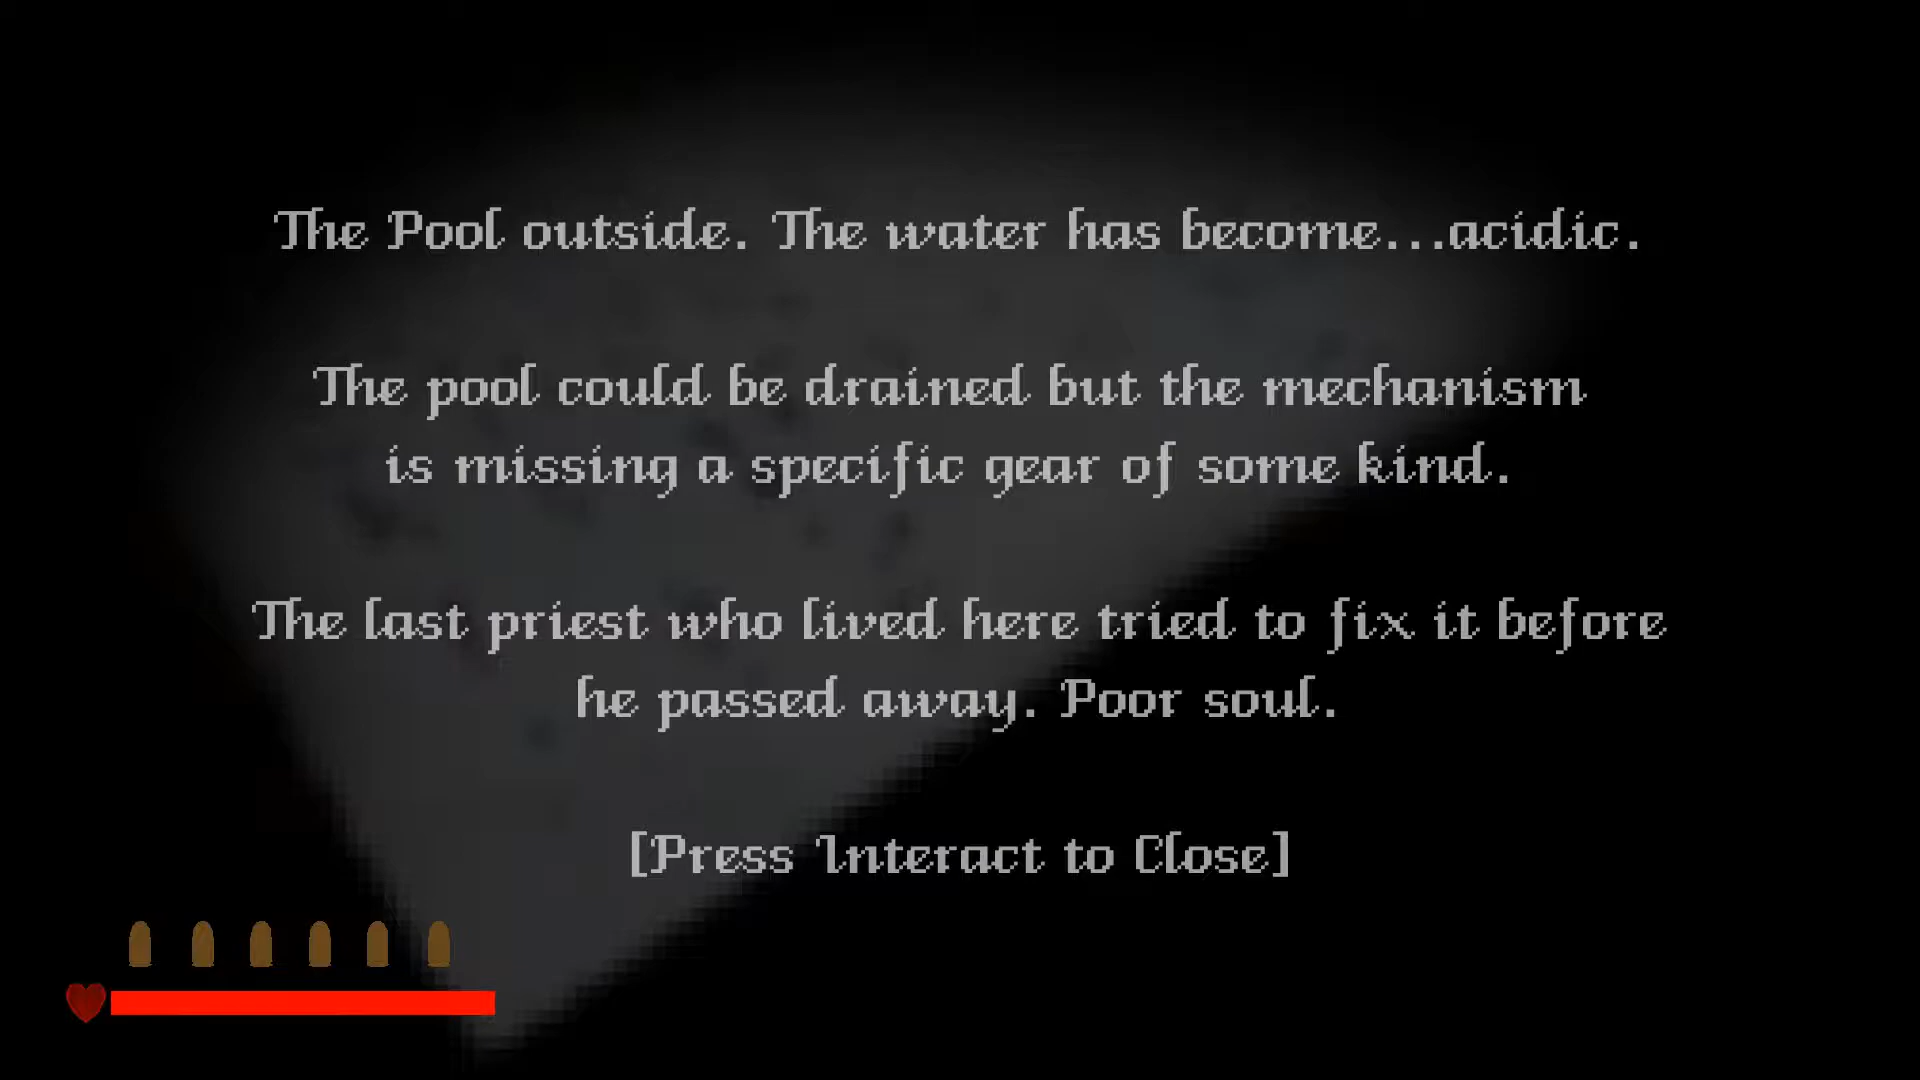 The Pool outside. The water has become...acidic.
The pool could be drained but the mechanism
is missing a specific gear of some kind.
The last priest who lived here tried to fix it before
he passed away. Poor soul.
[Press Interact to Close]